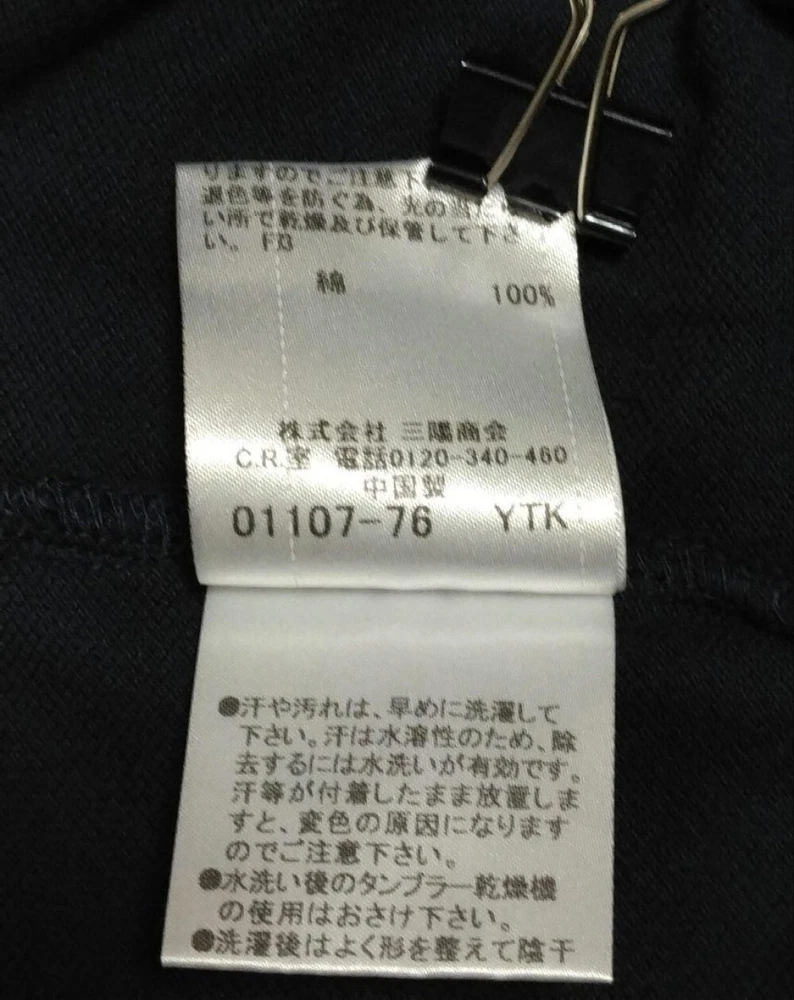 りますのでご注意下
退色等を防ぐ為、光の当た
い所で乾燥及び保管して下さ
い。 FB
綿 100%
株式会社 三陽商会
C.R.室 電話0120-340-460
中国製
01107-76 YTK
●汗や汚れは、早めに洗濯して
下さい。汗は水溶性のため、除
去するには水洗いが有効です。
汗等が付着したまま放置しま
すと、変色の原因になります
のでご注意下さい。
●水洗い後のタンブラー乾燥機
の使用はおさけ下さい。
●洗濯後はよく形を整えて陰干